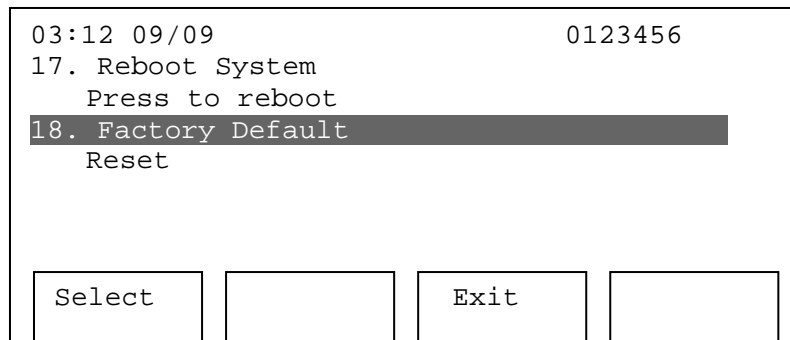 03:12 09/09 0123456
17. Reboot System
Press to reboot
18. Factory Default
Reset
Select Exit